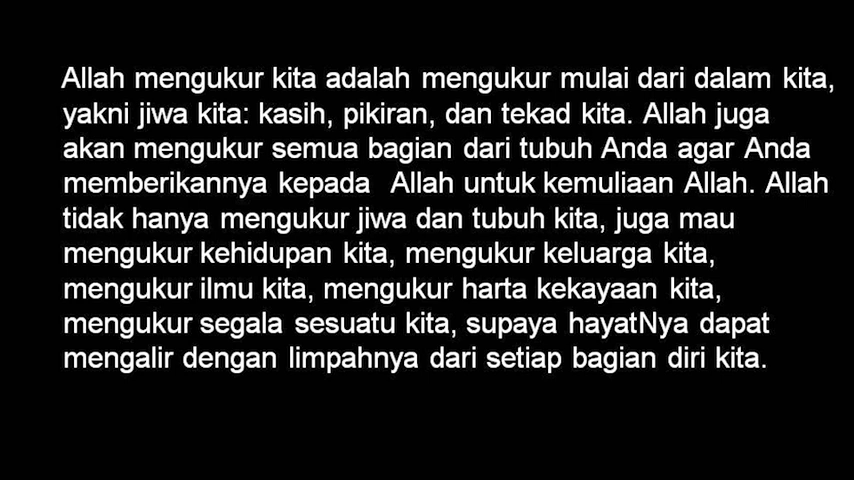 Allah mengukur kita adalah mengukur mulai dari dalam kita,
yakni jiwa kita: kasih, pikiran, dan tekad kita. Allah juga
akan mengukur semua bagian dari tubuh Anda agar Anda
memberikannya kepada  Allah untuk kemuliaan Allah. Allah
tidak hanya mengukur jiwa dan tubuh kita, juga mau
mengukur kehidupan kita, mengukur keluarga kita,
mengukur ilmu kita, mengukur harta kekayaan kita,
mengukur segala sesuatu kita, supaya hayatNya dapat
mengalir dengan limpahnya dari setiap bagian diri kita.